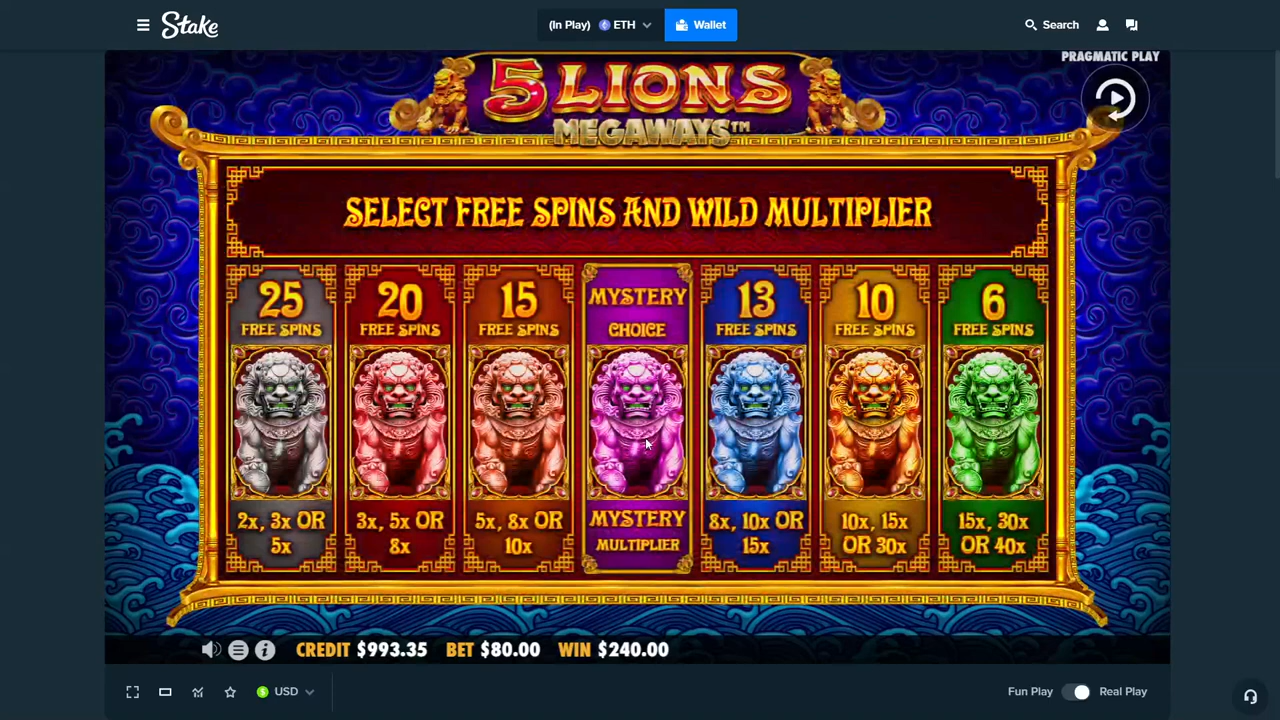 Stake
(In Play) ETH
Wallet
Search
PRAGMATIC PLAY
5 LIONS
MEGAWAYS™
SELECT FREE SPINS AND WILD MULTIPLIER
25
FREE SPINS
2x, 3x OR
5x
20
FREE SPINS
3x, 5x OR
8x
15
FREE SPINS
5x, 8x OR
10x
MYSTERY
CHOICE
MYSTERY
MULTIPLIER
13
FREE SPINS
8x, 10x OR
15x
10
FREE SPINS
10x, 15x
OR 30x
6
FREE SPINS
15x, 30x
OR 40x
CREDIT $993.35 BET $80.00 WIN $240.00
USD
Fun Play Real Play